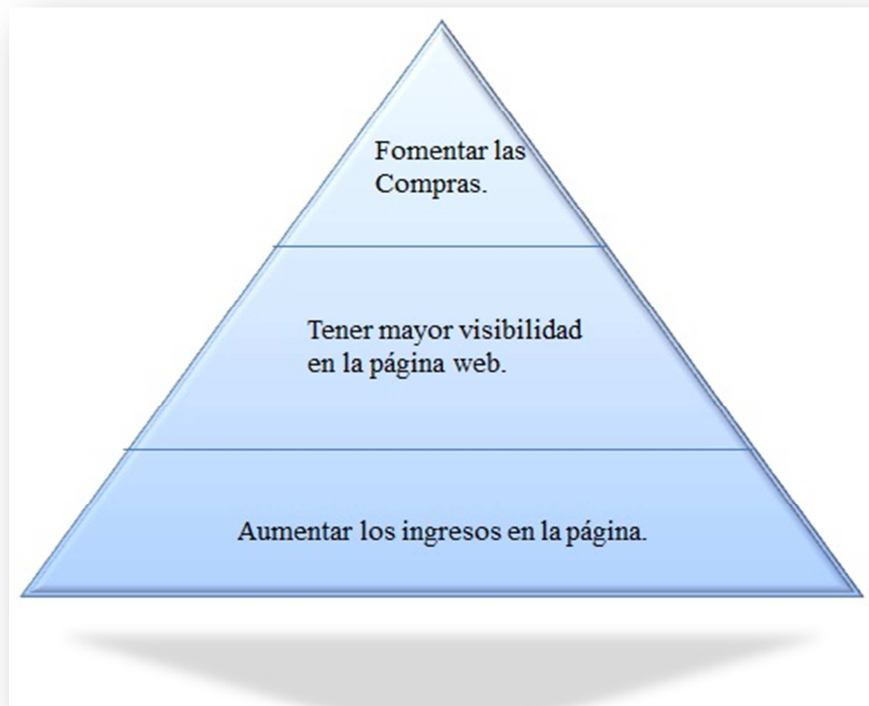 Fomentar las
Compras.
Tener mayor visibilidad
en la página web.
Aumentar los ingresos en la página.